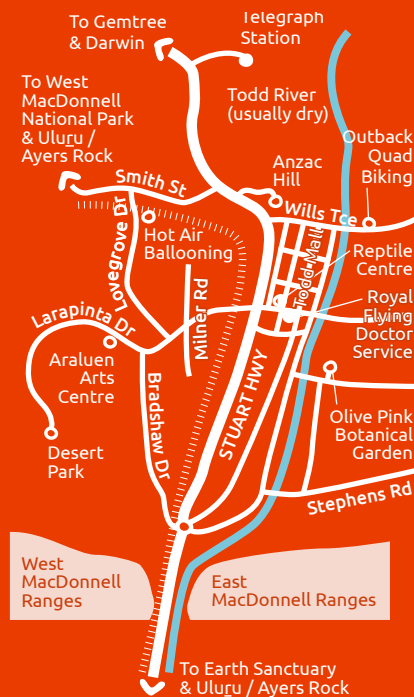 To Gemtree
& Darwin
Telegraph
Station
To West
MacDonnell
National Park
& Uluru /
Ayers Rock
Todd River
(usually dry)
Outback
Quad
Biking
Anzac
Hill
Smith St
Wills Tce
Lovegrove Dr
Hot Air
Ballooning
Todd Mall
Reptile
Centre
Milner Rd
Royal
Flying
Doctor
Service
Larapinta Dr
Araluen
Arts
Centre
Bradshaw Dr
STUART HWY
Desert
Park
Olive Pink
Botanical
Garden
Stephens Rd
West
MacDonnell
Ranges
East
MacDonnell Ranges
To Earth Sanctuary
& Uluru / Ayers Rock